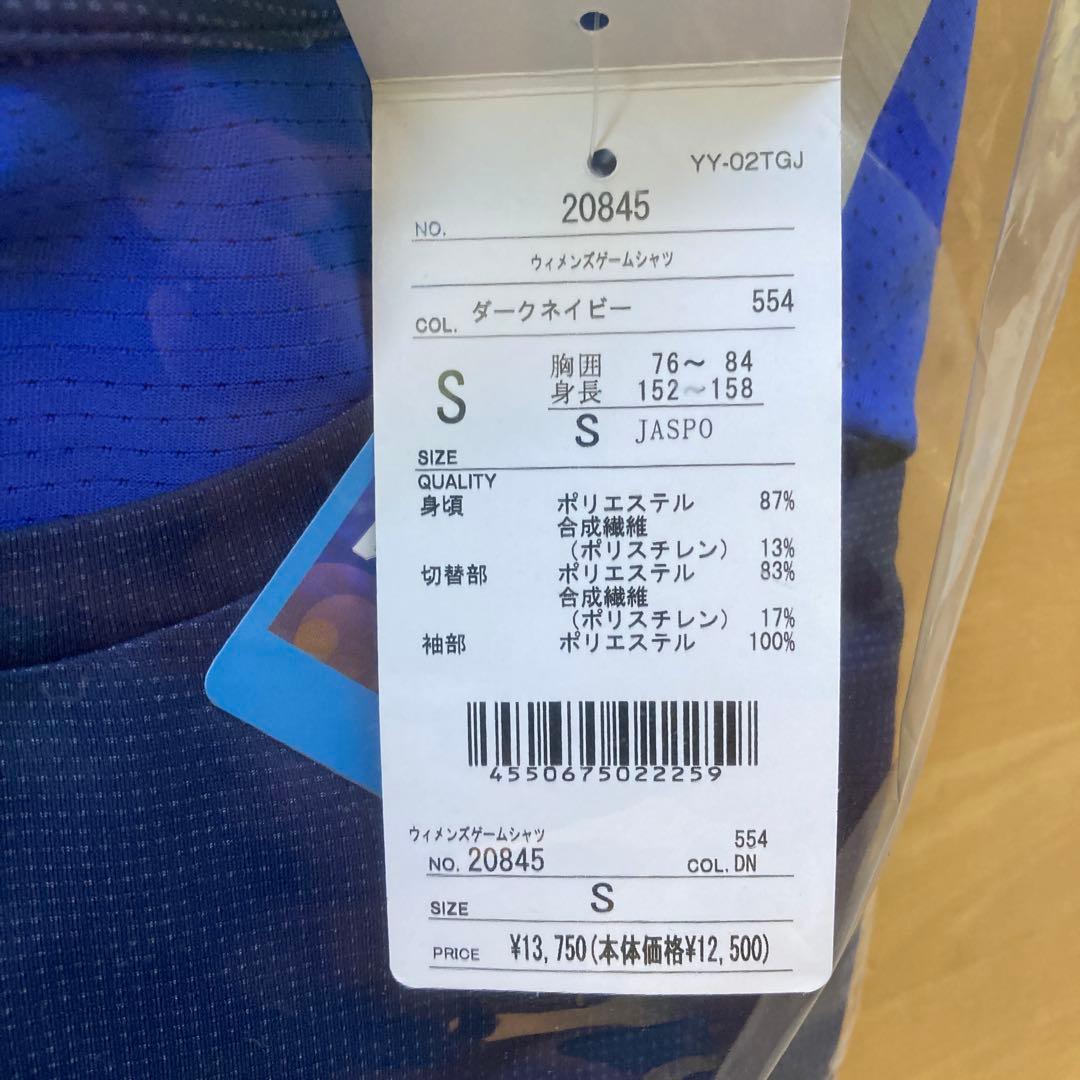 YY-02TGJ
NO. 20845
ウィメンズゲームシャツ
COL. ダークネイビー 554
胸囲 76～ 84
S 身長 152～158
S JASPO
SIZE
QUALITY
身頃 ポリエステル 87%
合成繊維
(ポリスチレン) 13%
切替部 ポリエステル 83%
合成繊維
(ポリスチレン) 17%
袖部 ポリエステル 100%
4550675022259
ウィメンズゲームシャツ 554
NO. 20845 COL. DN
SIZE S
PRICE ¥13,750(本体価格¥12,500)